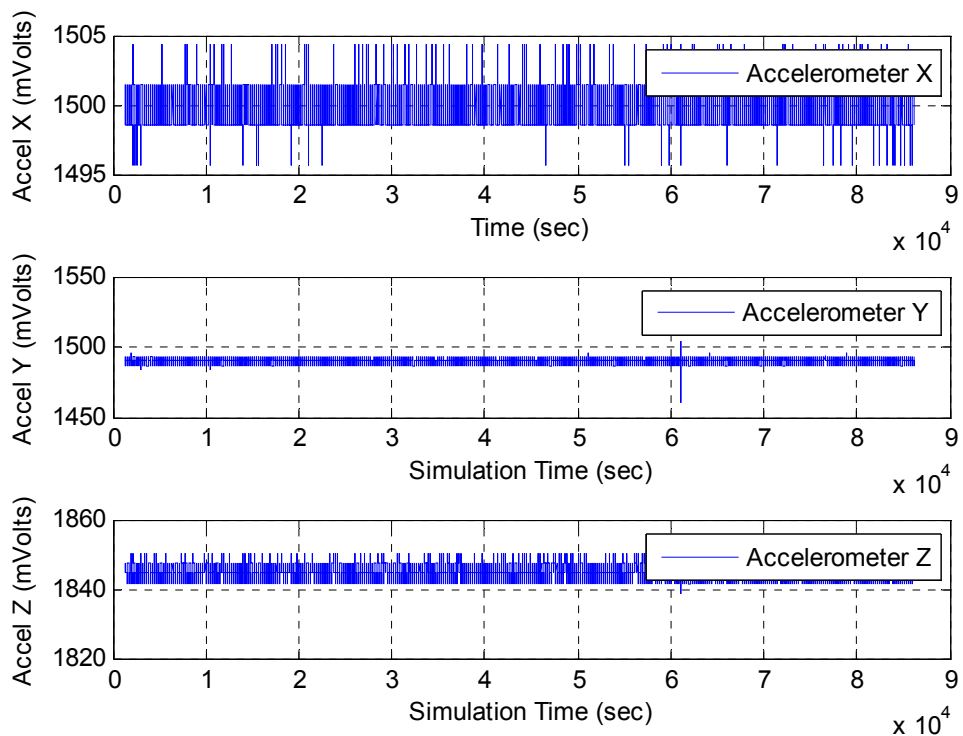 1505
1500
1495
Accel X (mVolts)
Accelerometer X
0 1 2 3 4 5 6 7 8 9
Time (sec)
x 10^4
1550
1500
1450
Accel Y (mVolts)
Accelerometer Y
0 1 2 3 4 5 6 7 8 9
Simulation Time (sec)
x 10^4
1860
1840
1820
Accel Z (mVolts)
Accelerometer Z
0 1 2 3 4 5 6 7 8 9
Simulation Time (sec)
x 10^4